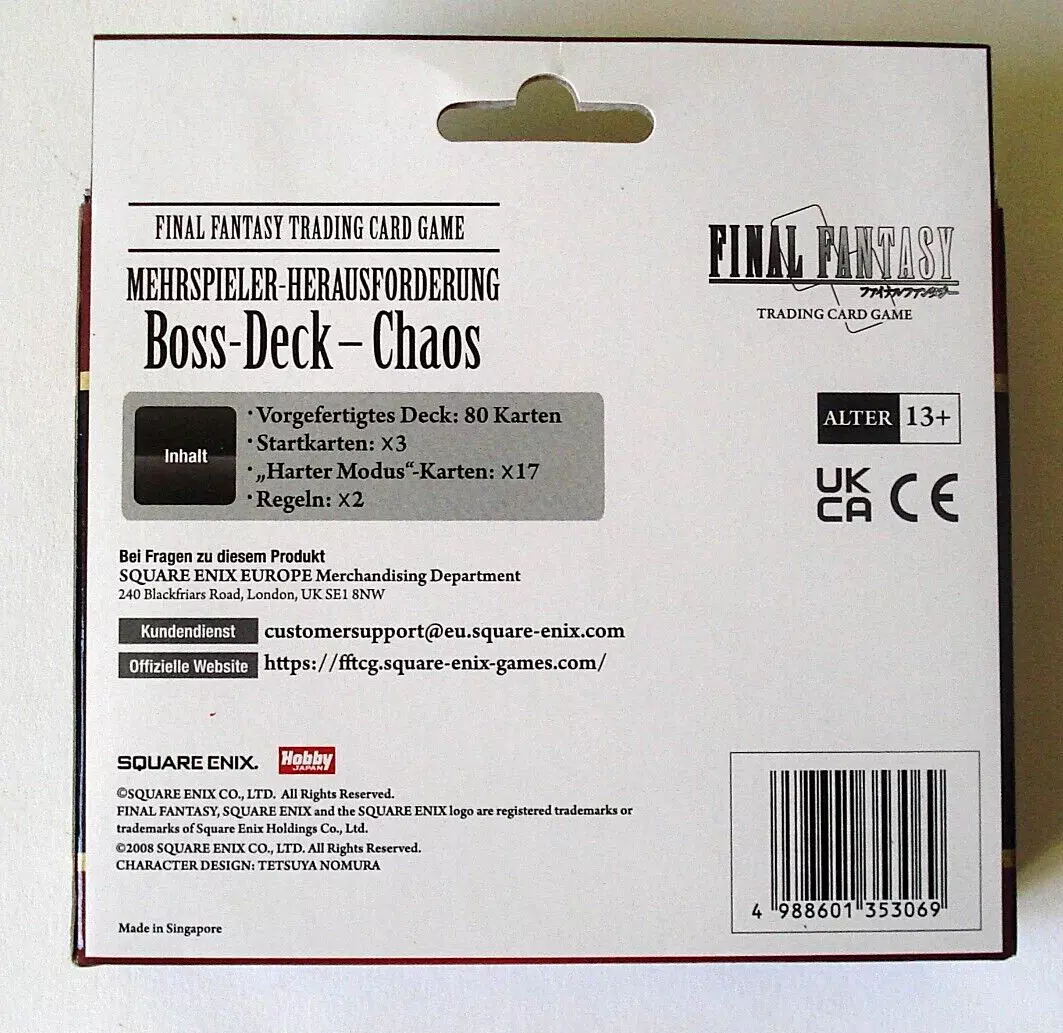 FINAL FANTASY TRADING CARD GAME
MEHRSPIELER-HERAUSFORDERUNG
Boss-Deck – Chaos
FINAL FANTASY
ファイナルファンタジー
TRADING CARD GAME
Inhalt
・Vorgefertigtes Deck: 80 Karten
・Startkarten: ×3
・„Harter Modus“-Karten: ×17
・Regeln: ×2
ALTER 13+
UK
CA CE
Bei Fragen zu diesem Produkt
SQUARE ENIX EUROPE Merchandising Department
240 Blackfriars Road, London, UK SE1 8NW
Kundendienst customersupport@eu.square-enix.com
Offizielle Website https://fftcg.square-enix-games.com/
SQUARE ENIX. Hobby
JAPAN
©SQUARE ENIX CO., LTD. All Rights Reserved.
FINAL FANTASY, SQUARE ENIX and the SQUARE ENIX logo are registered trademarks or
trademarks of Square Enix Holdings Co., Ltd.
©2008 SQUARE ENIX CO., LTD. All Rights Reserved.
CHARACTER DESIGN: TETSUYA NOMURA
Made in Singapore
4 988601 353069